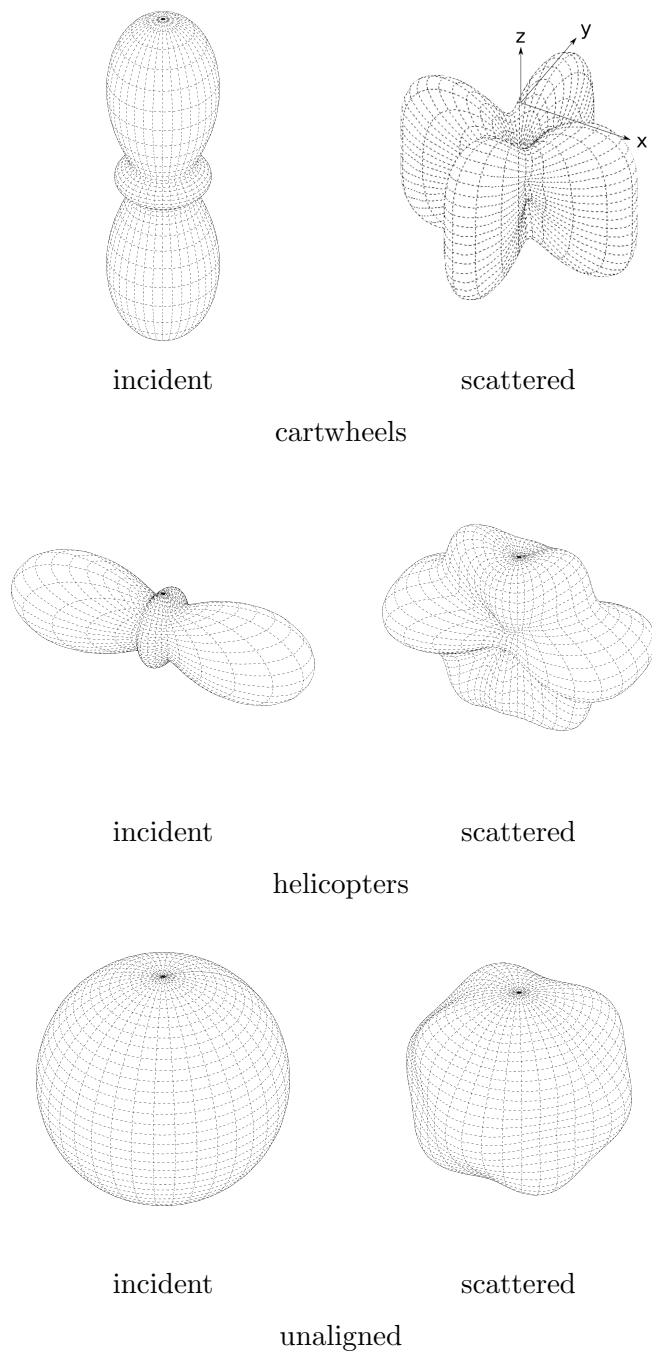 z
y
x
incident scattered
cartwheels
incident scattered
helicopters
incident scattered
unaligned